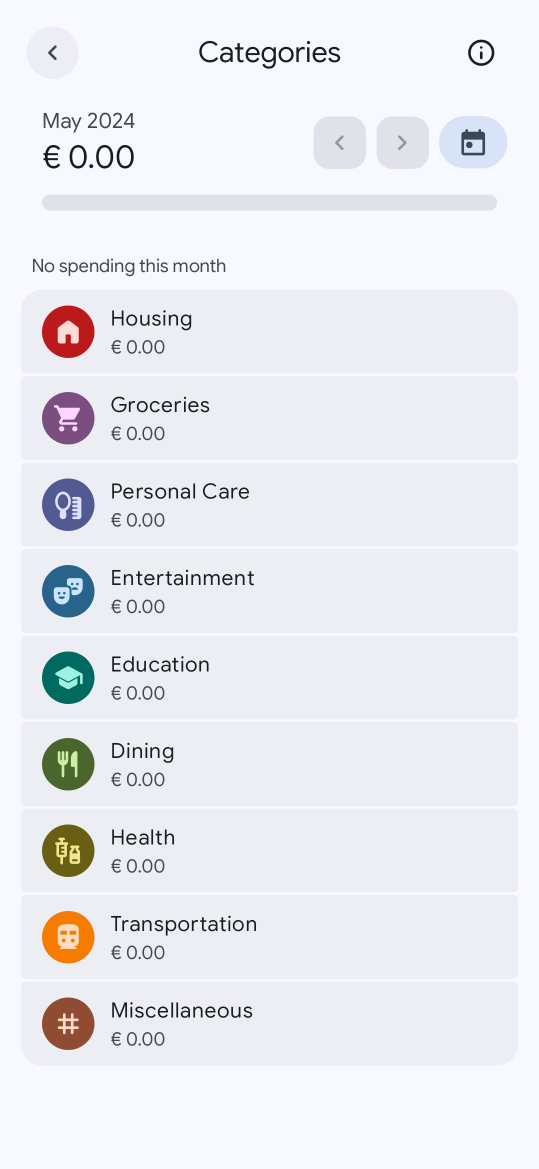 Categories
May 2024
€ 0.00
No spending this month
Housing
€ 0.00
Groceries
€ 0.00
Personal Care
€ 0.00
Entertainment
€ 0.00
Education
€ 0.00
Dining
€ 0.00
Health
€ 0.00
Transportation
€ 0.00
Miscellaneous
€ 0.00